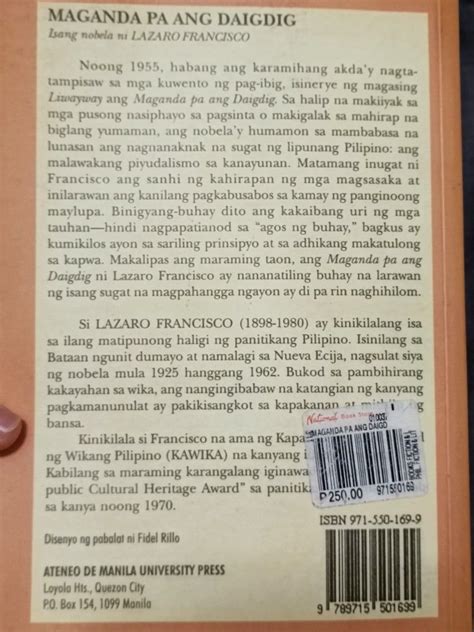 MAGANDA PA ANG DAIGDIG
Isang nobela ni LAZARO FRANCISCO
Noong 1955, habang ang karamihang akda'y nagta-
tampisaw sa mga kuwento ng pag-ibig, isinerye ng magasing
Liwayway ang Maganda pa ang Daigdig. Sa halip na makiiyak sa
mga pusong nasiphayo sa pagsinta o makigalak sa mahirap na
biglang yumaman, ang nobela'y humamon sa mambabasa na
lunasan ang nagnanaknak na sugat ng lipunang Pilipino: ang
malawakang piyudalismo sa kanayunan. Matamang inugat ni
Francisco ang sanhi ng kahirapan ng mga magsasaka at
inilarawan ang kanilang pagkabusabos sa kamay ng panginoong
maylupa. Binigyang-buhay dito ang kakaibang uri ng mga
tauhan—hindi nagpapatianod sa “agos ng buhay,” bagkus ay
kumikilos ayon sa sariling prinsipyo at sa adhikang makatulong
sa kapwa. Makalipas ang maraming taon, ang Maganda pa ang
Daigdig ni Lazaro Francisco ay nananatiling buhay na larawan
ng isang sugat na magpahangga ngayon ay di pa rin naghihilom.
Si LAZARO FRANCISCO (1898-1980) ay kinikilalang isa
sa ilang matipunong haligi ng panitikang Pilipino. Isinilang sa
Bataan ngunit dumayo at namalagi sa Nueva Ecija, nagsulat siya
ng nobela mula 1925 hanggang 1962. Bukod sa pambihirang
kakayahan sa wika, ang nangingibabaw na katangian ng kanyang
pagkamanunulat ay pakikisangkot sa kapakanan
bansa.
Kinikilala si Francisco na ama ng
ng Wikang Pilipino (KAWIKA) na kanyang
Kabilang sa maraming karangalang
public Cultural Heritage Award” sa
sa kanya noong 1970.
National Book Store
MAGANDA PA ANG DAIGD
₱250.00
ISBN 971-550-169-9
9 789715 501699
Disenyo ng pabalat ni Fidel Rillo
ATENEO DE MANILA UNIVERSITY PRESS
Loyola Hts., Quezon City
P.O. Box 154, 1099 Manila